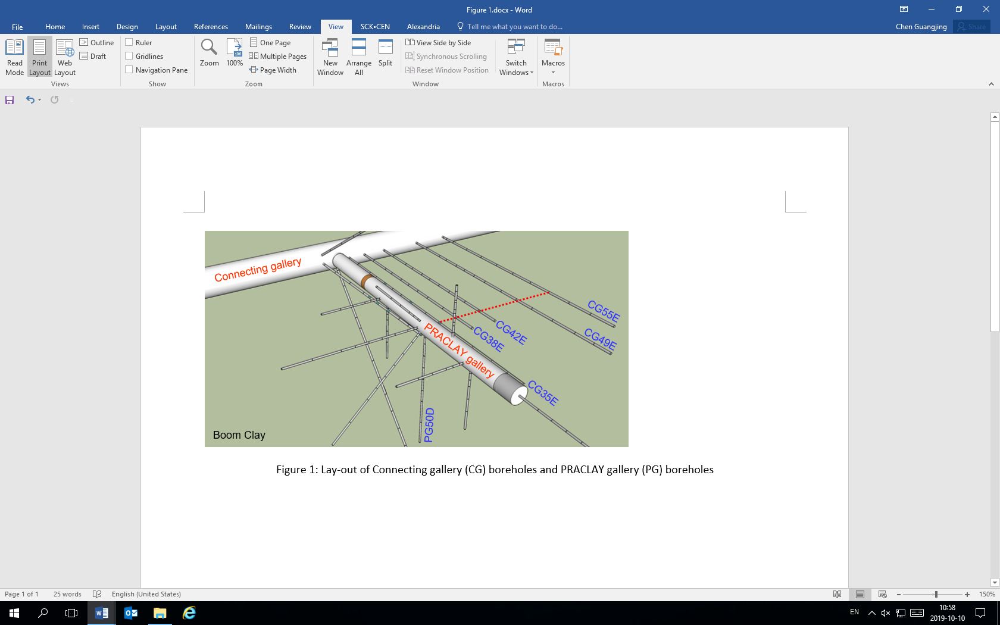 Figure 1.docx - Word
File Home Insert Design Layout References Mailings Review View SCK•CEN Alexandria Tell me what you want to do... Chen Guangjing Share
Read Mode
Print Layout
Web Layout
Outline
Draft
Views
Ruler
Gridlines
Navigation Pane
Show
Zoom
100
100%
One Page
Multiple Pages
Page Width
Zoom
New Window
Arrange All
Split
View Side by Side
Synchronous Scrolling
Reset Window Position
Window
Switch Windows
Macros
Macros
Connecting gallery
PRACLAY gallery
CG55E
CG49E
CG42E
CG38E
CG35E
PG50D
Boom Clay
Figure 1: Lay-out of Connecting gallery (CG) boreholes and PRACLAY gallery (PG) boreholes
Page 1 of 1 25 words English (United States) 150%
EN
10:58
2019-10-10